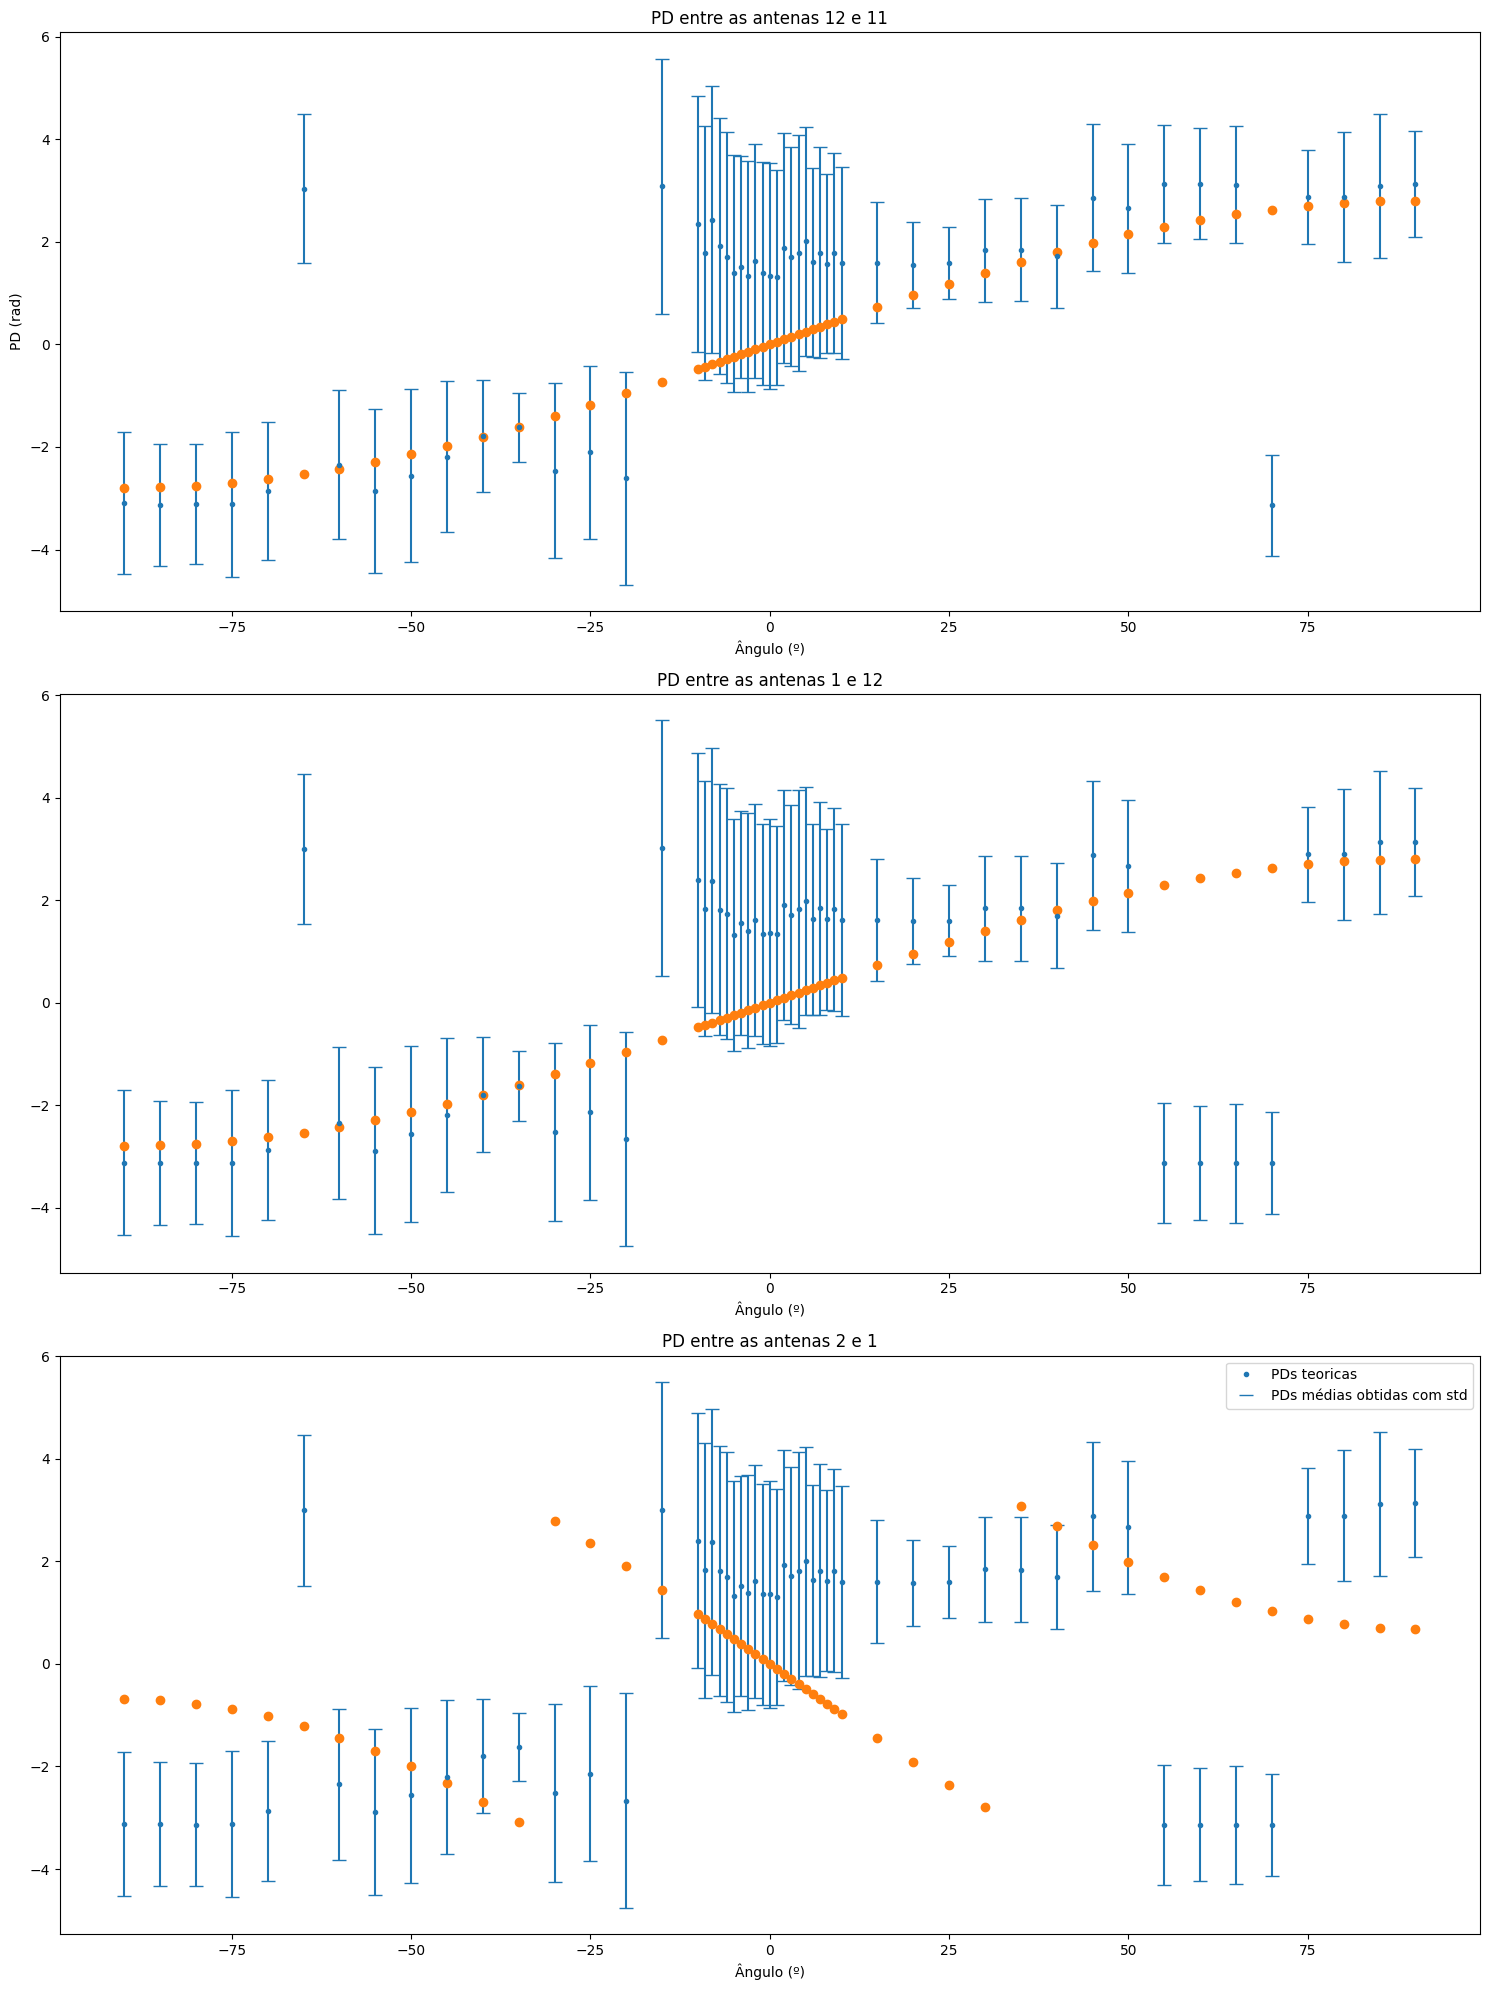 PD entre as antenas 12 e 11
6
4
2
0
−2
−4
PD (rad)
−75 −50 −25 0 25 50 75
Ângulo (º)
PD entre as antenas 1 e 12
6
4
2
0
−2
−4
−75 −50 −25 0 25 50 75
Ângulo (º)
PD entre as antenas 2 e 1
6
4
2
0
−2
−4
PDs teoricas
PDs médias obtidas com std
−75 −50 −25 0 25 50 75
Ângulo (º)